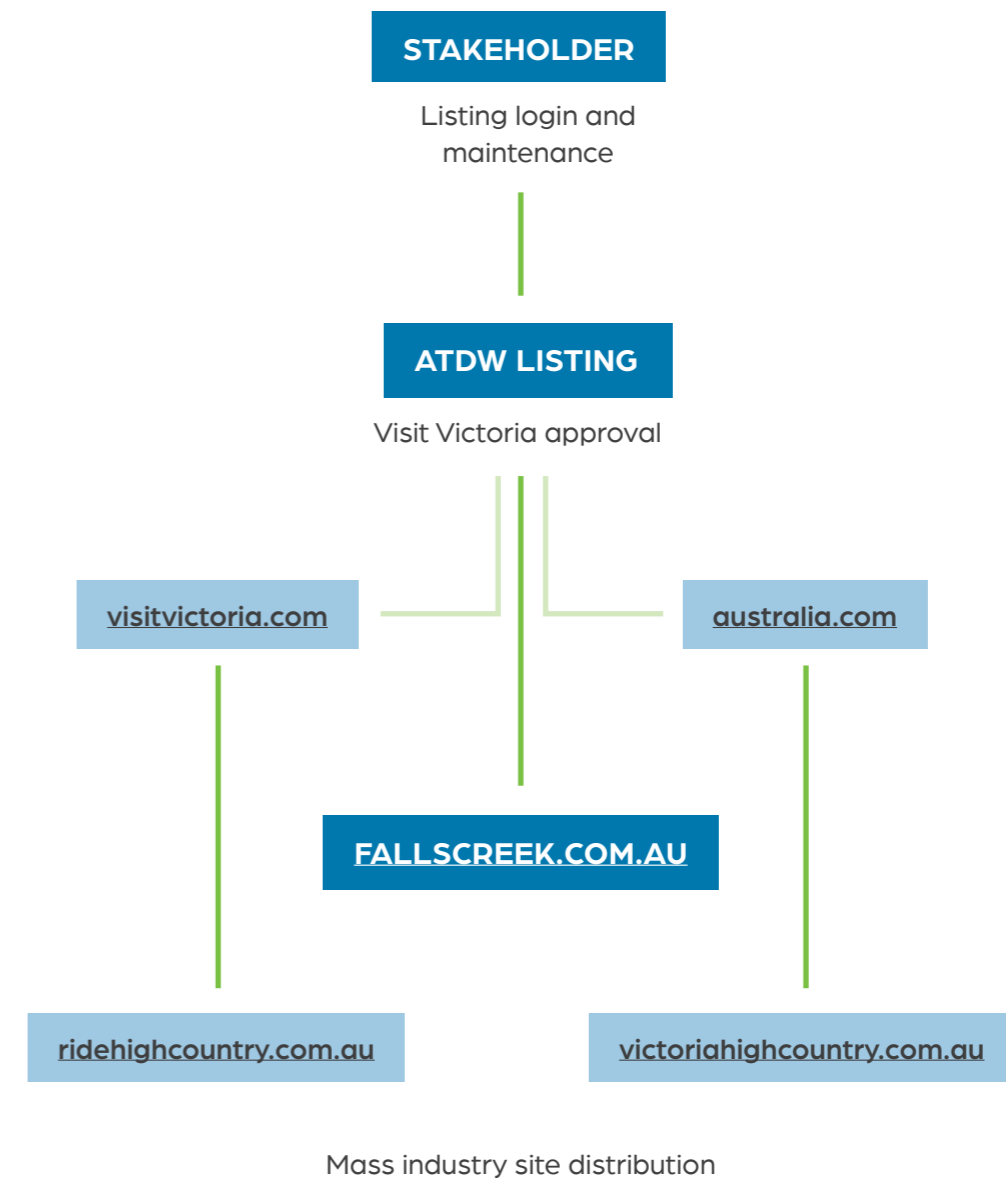 STAKEHOLDER
Listing login and
maintenance
ATDW LISTING
Visit Victoria approval
visitvictoria.com
australia.com
FALLSCREEK.COM.AU
ridehighcountry.com.au
victoriahighcountry.com.au
Mass industry site distribution